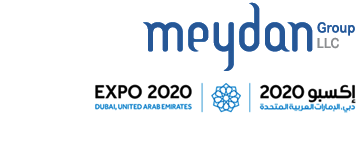 meydan Group
LLC
EXPO 2020
DUBAI, UNITED ARAB EMIRATES
إكسبو 2020
دبي، الإمارات العربية المتحدة